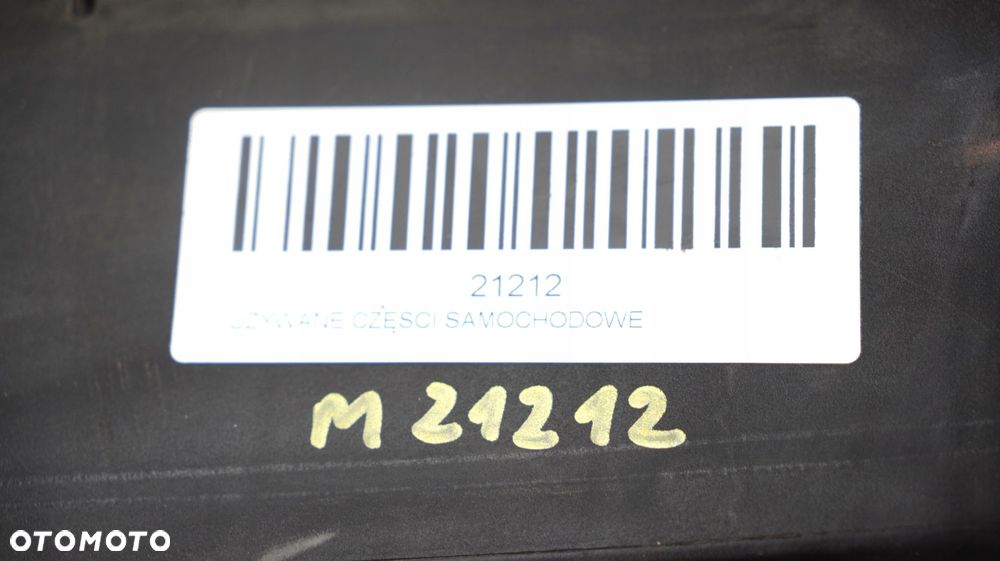 21212
UŻYWANE CZĘŚCI SAMOCHODOWE
M 21212
OTOMOTO